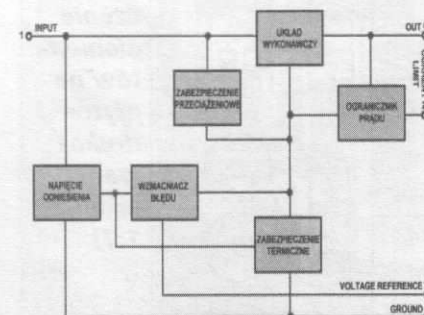 INPUT
1
UKŁAD
WYKONAWCZY
OUT
LIMIT
ZABEZPIECZENIE
PRZECIĄŻENIOWE
OGRANICZNIK
PRĄDU
NAPIĘCIE
ODNIESIENIA
WZMACNIACZ
BŁĘDU
ZABEZPIECZENIE
TERMICZNE
VOLTAGE REFERENCE
GROUND